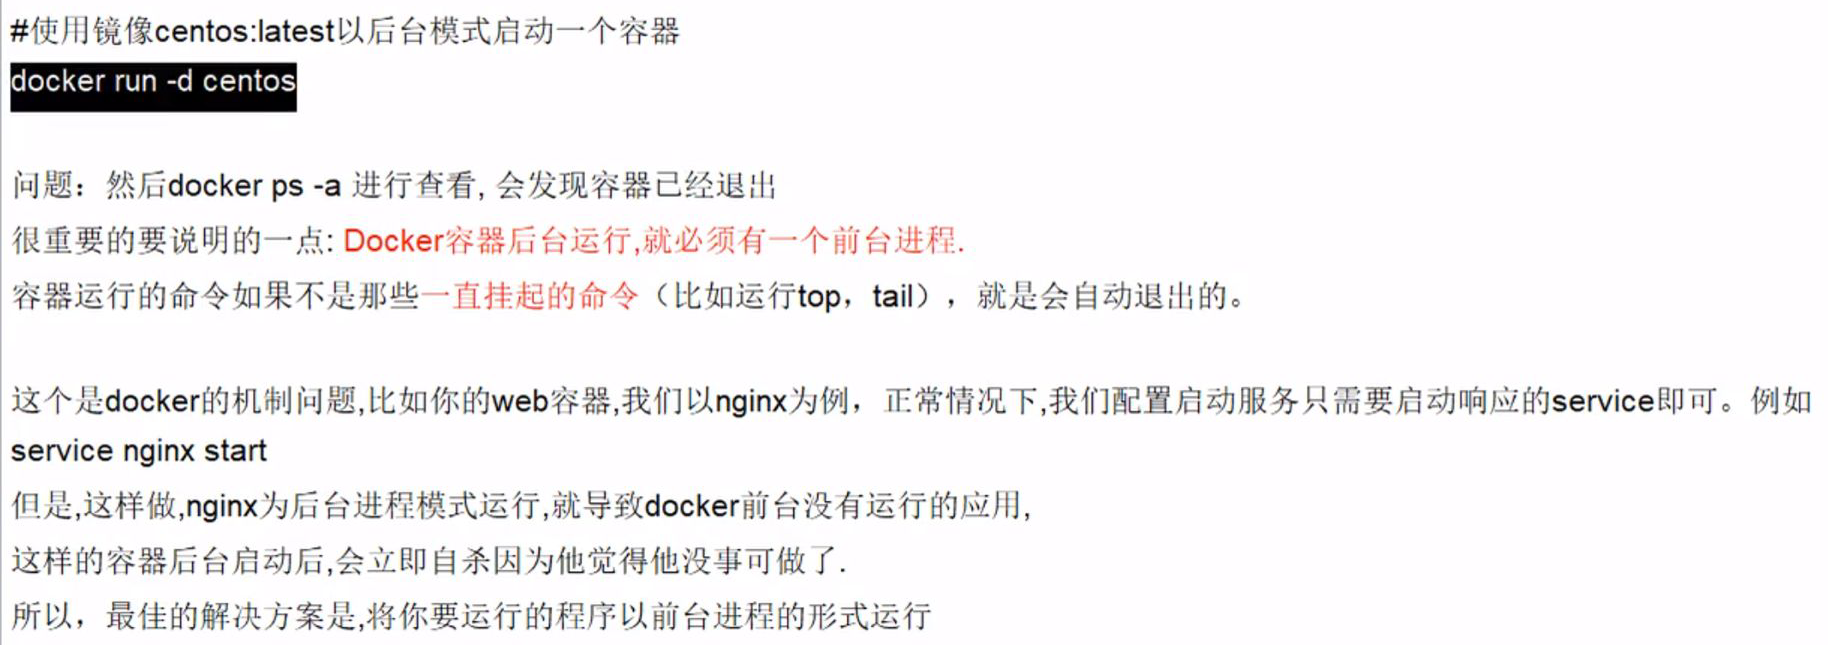 #使用镜像centos:latest以后台模式启动一个容器
docker run -d centos
问题：然后docker ps -a 进行查看, 会发现容器已经退出
很重要的要说明的一点: Docker容器后台运行,就必须有一个前台进程.
容器运行的命令如果不是那些一直挂起的命令（比如运行top，tail），就是会自动退出的。
这个是docker的机制问题,比如你的web容器,我们以nginx为例，正常情况下,我们配置启动服务只需要启动响应的service即可。例如
service nginx start
但是,这样做,nginx为后台进程模式运行,就导致docker前台没有运行的应用,
这样的容器后台启动后,会立即自杀因为他觉得他没事可做了.
所以，最佳的解决方案是,将你要运行的程序以前台进程的形式运行